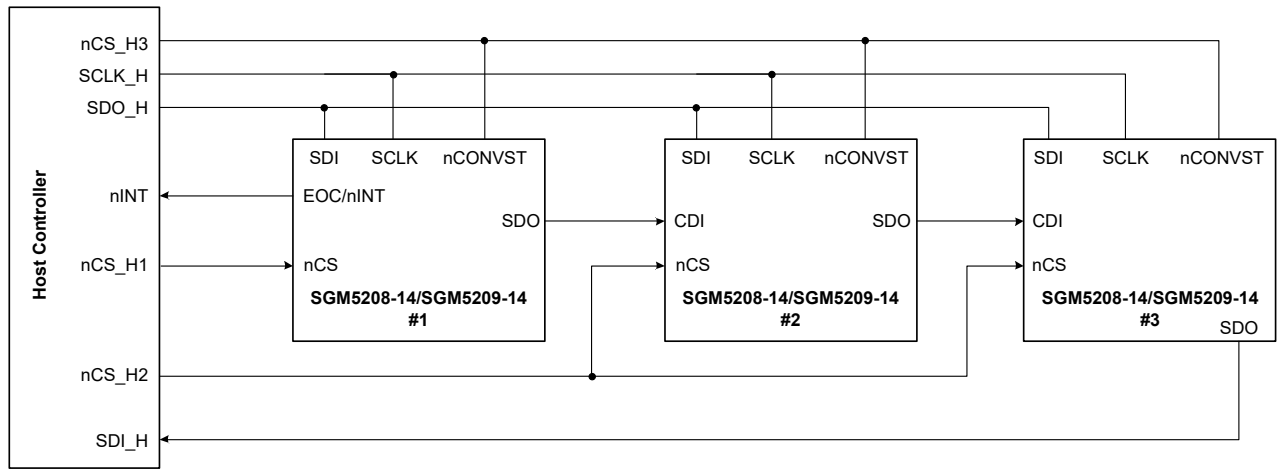 Host Controller
nCS_H3
SCLK_H
SDO_H
nINT
nCS_H1
nCS_H2
SDI_H
SDI SCLK nCONVST
EOC/nINT
SDO
nCS
SGM5208-14/SGM5209-14
#1
SDI SCLK nCONVST
CDI
SDO
nCS
SGM5208-14/SGM5209-14
#2
SDI SCLK nCONVST
CDI
nCS
SGM5208-14/SGM5209-14
#3
SDO